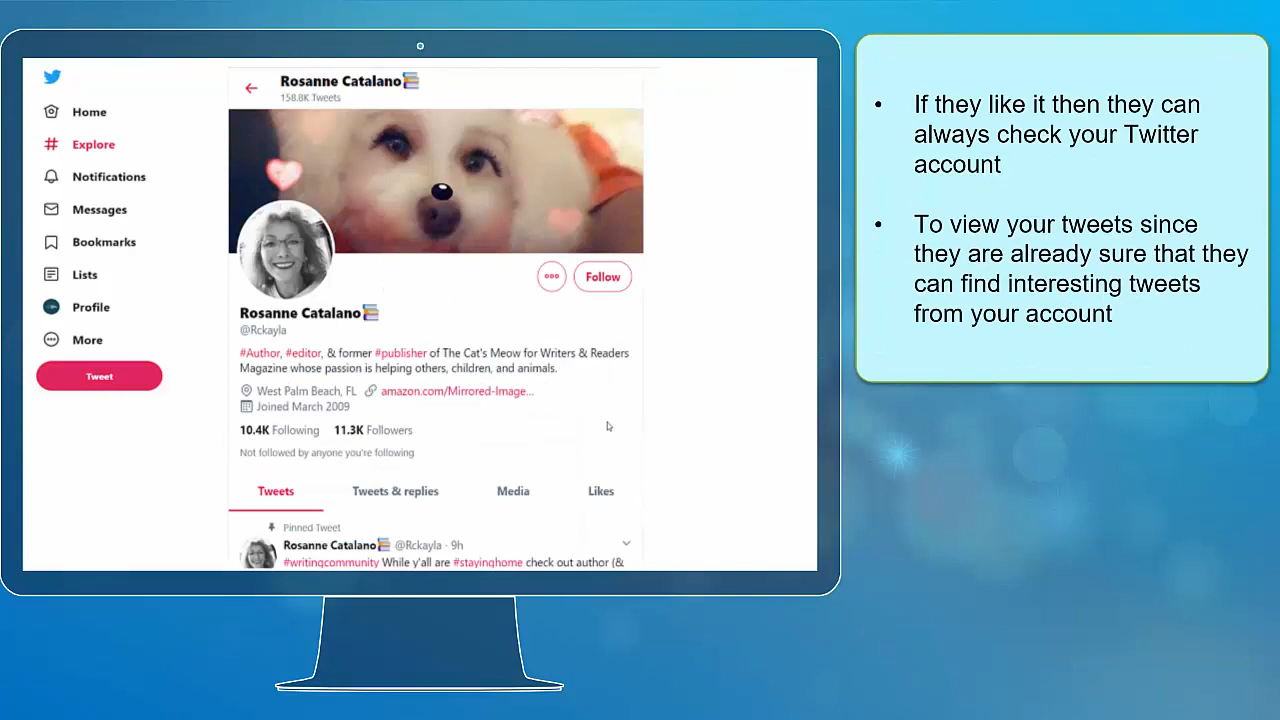 Home
Explore
Notifications
Messages
Bookmarks
Lists
Profile
More
Tweet
Rosanne Catalano
158.8K Tweets
Follow
Rosanne Catalano
@Rckayla
#Author, #editor, & former #publisher of The Cat's Meow for Writers & Readers
Magazine whose passion is helping others, children, and animals.
West Palm Beach, FL amazon.com/Mirrored-Image...
Joined March 2009
10.4K Following 11.3K Followers
Not followed by anyone you're following
Tweets Tweets & replies Media Likes
Pinned Tweet
Rosanne Catalano @Rckayla · 9h
#writingcommunity While y'all are #stayinghome check out author (&
• If they like it then they can
always check your Twitter
account
• To view your tweets since
they are already sure that they
can find interesting tweets
from your account